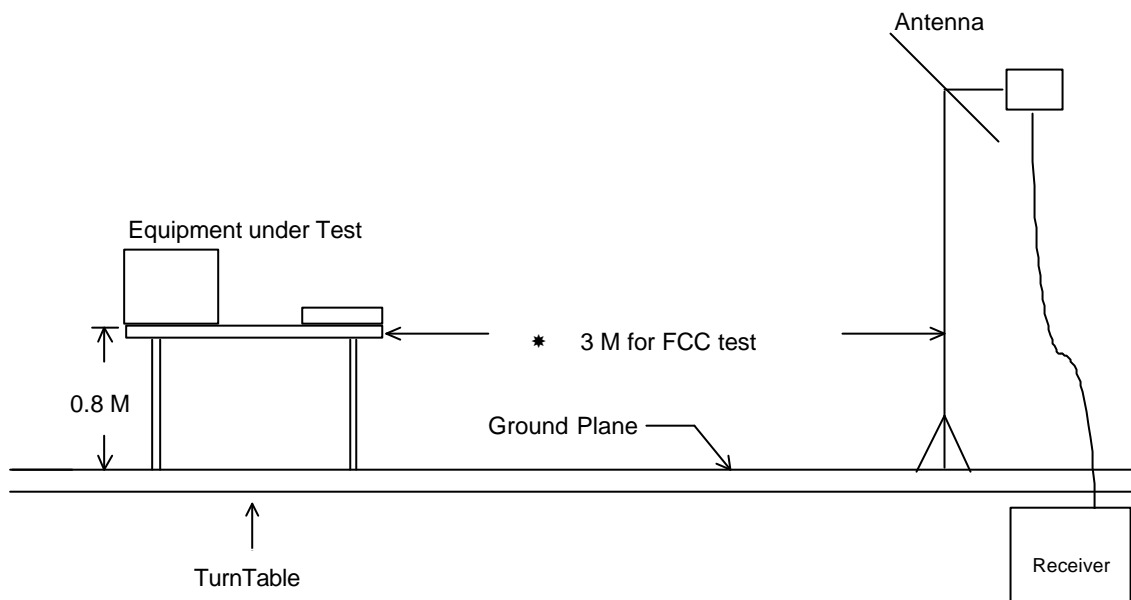 Antenna
Equipment under Test
✷ 3 M for FCC test
0.8 M
Ground Plane
Receiver
TurnTable